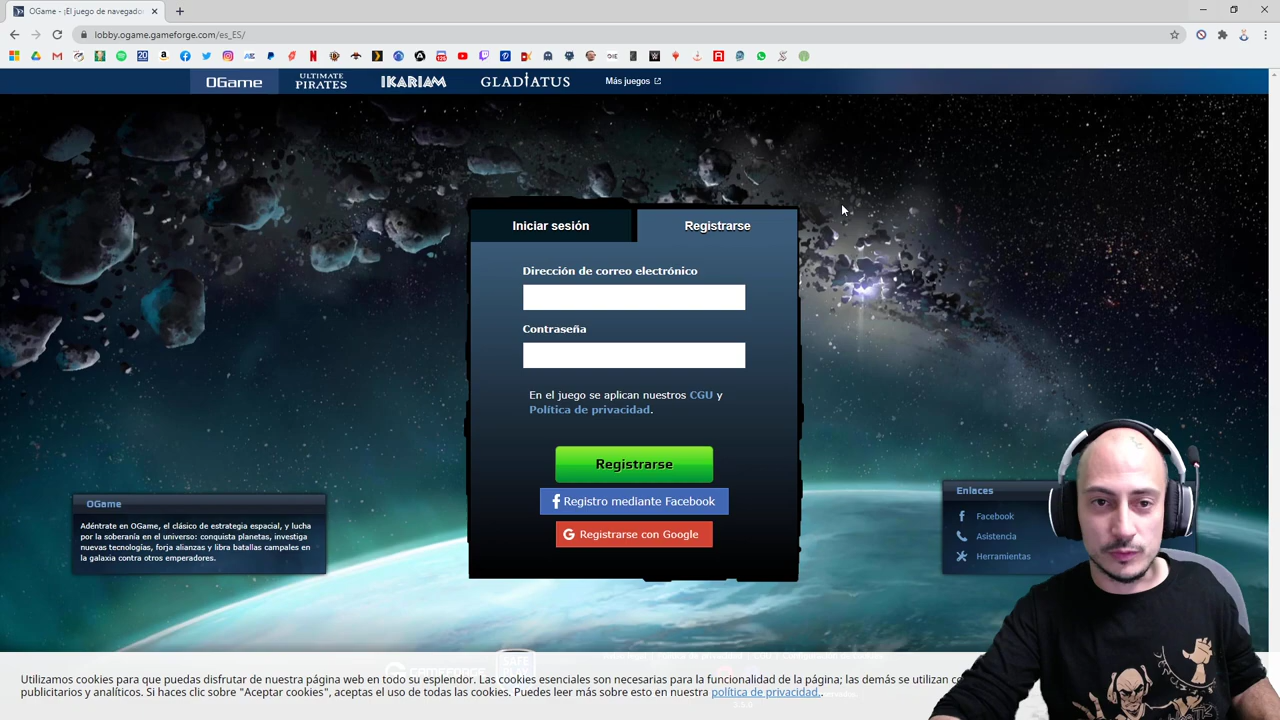 OGame - ¡El juego de navegado
lobby.ogame.gameforge.com/es_ES/
OGame
ULTIMATE
PIRATES
IKARIAM
GLADIATUS
Más juegos
Iniciar sesión
Registrarse
Dirección de correo electrónico
Contraseña
En el juego se aplican nuestros CGU y
Política de privacidad.
Registrarse
Registro mediante Facebook
Registrarse con Google
OGame
Adéntrate en OGame, el clásico de estrategia espacial, y lucha
por la soberanía en el universo: conquista planetas, investiga
nuevas tecnologías, forja alianzas y libra batallas campales en
la galaxia contra otros emperadores.
Enlaces
Facebook
Asistencia
Herramientas
GAMEFORGE
SAFE
Utilizamos cookies para que puedas disfrutar de nuestra página web en todo su esplendor. Las cookies esenciales son necesarias para la funcionalidad de la página; las demás se utilizan co
publicitarios y analíticos. Si haces clic sobre "Aceptar cookies", aceptas el uso de todas las cookies. Puedes leer más sobre esto en nuestra política de privacidad..